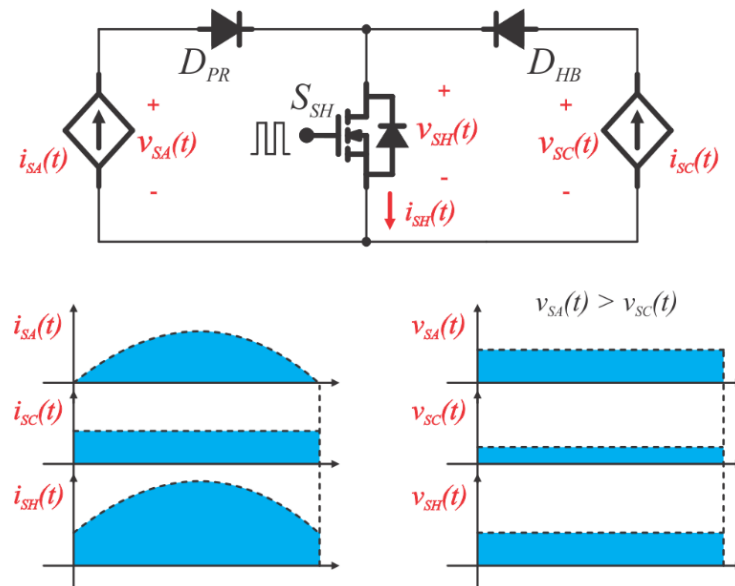 D_PR
D_HB
S_SH
+
+
+
i_SA(t)
v_SA(t)
v_SH(t)
v_SC(t)
i_SC(t)
-
-
-
i_SH(t)
v_SA(t) > v_SC(t)
i_SA(t)
v_SA(t)
i_SC(t)
v_SC(t)
i_SH(t)
v_SH(t)